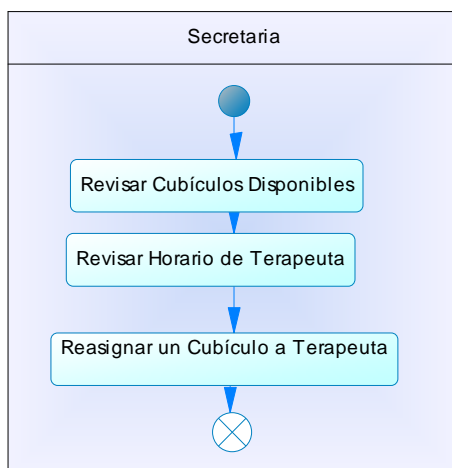 Secretaria
Revisar Cubículos Disponibles
Revisar Horario de Terapeuta
Reasignar un Cubículo a Terapeuta